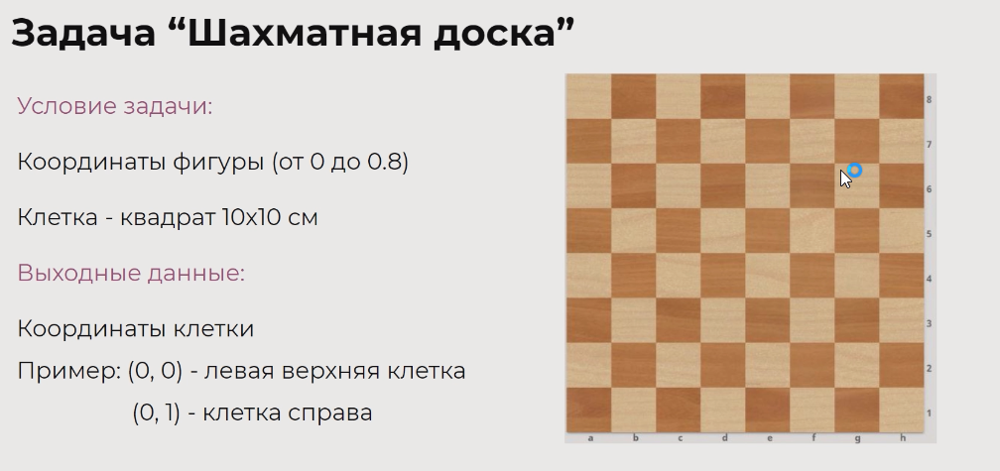 Задача “Шахматная доска”
Условие задачи:
Координаты фигуры (от 0 до 0.8)
Клетка - квадрат 10х10 см
Выходные данные:
Координаты клетки
Пример: (0, 0) - левая верхняя клетка
(0, 1) - клетка справа
8
7
6
5
4
3
2
1
a b c d e f g h